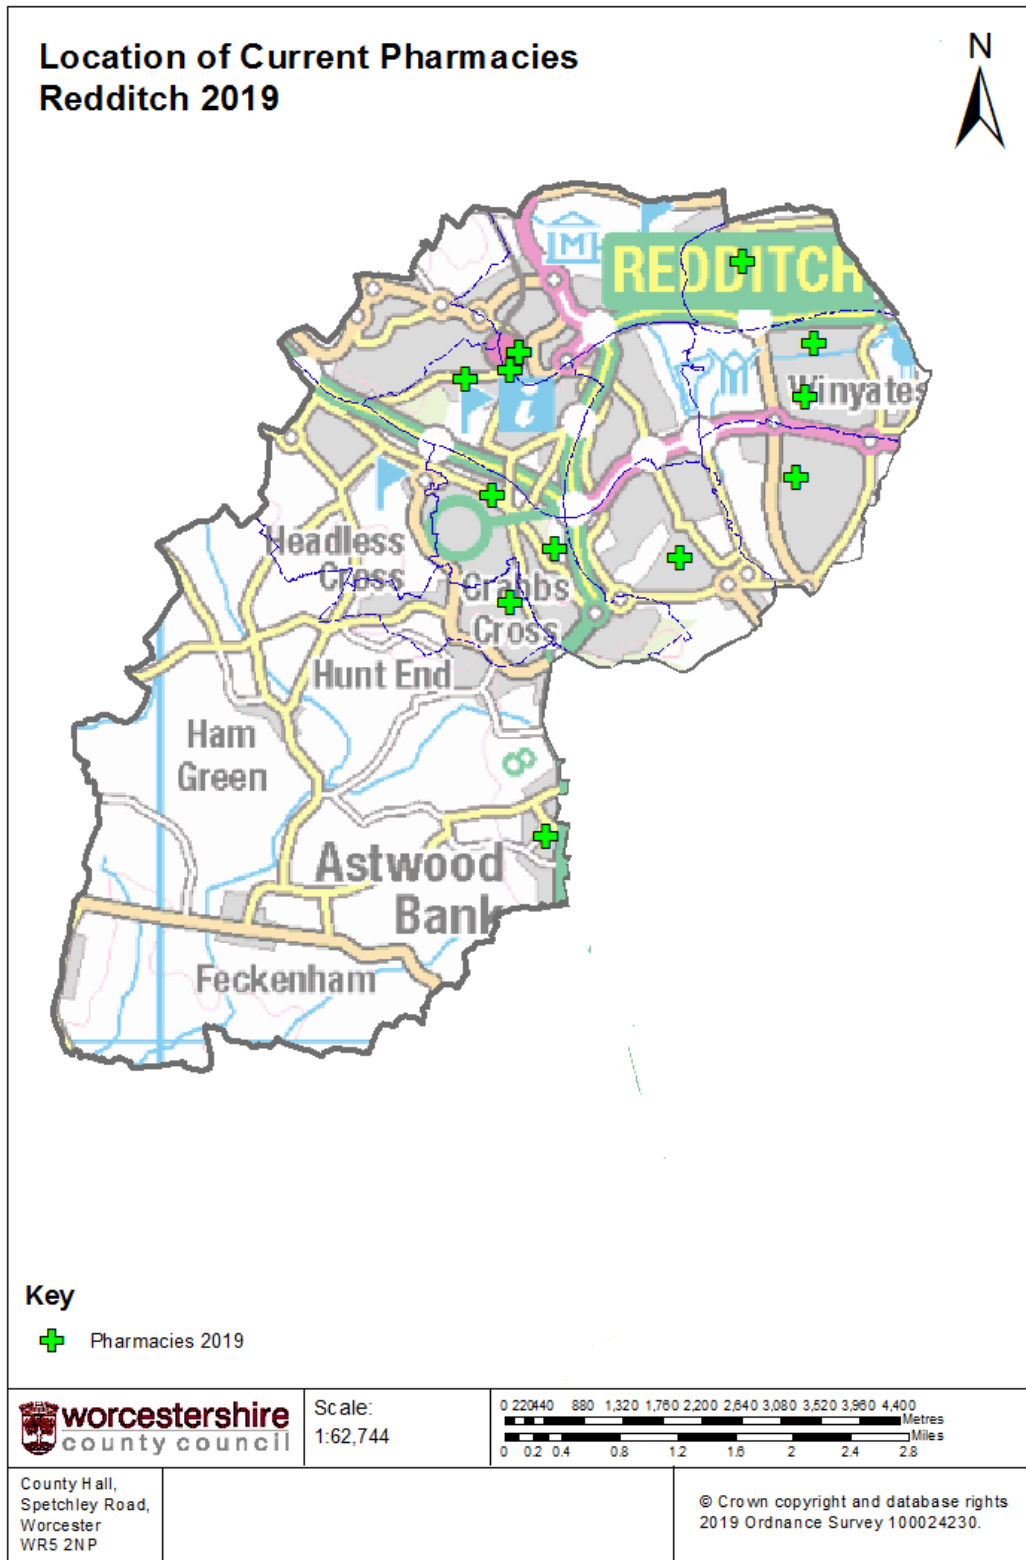 Location of Current Pharmacies
Redditch 2019
N
M
REDDITCH
Winyates
i
Headless
Cross
Crabbs
Cross
Hunt End
Ham
Green
Astwood
Bank
Feckenham
Key
Pharmacies 2019
worcestershire
county council
Scale:
1:62,744
0 220440 880 1,320 1,760 2,200 2,640 3,080 3,520 3,960 4,400
Metres
Miles
0 0.2 0.4 0.8 1.2 1.6 2 2.4 2.8
County Hall,
Spetchley Road,
Worcester
WR5 2NP
© Crown copyright and database rights
2019 Ordnance Survey 100024230.